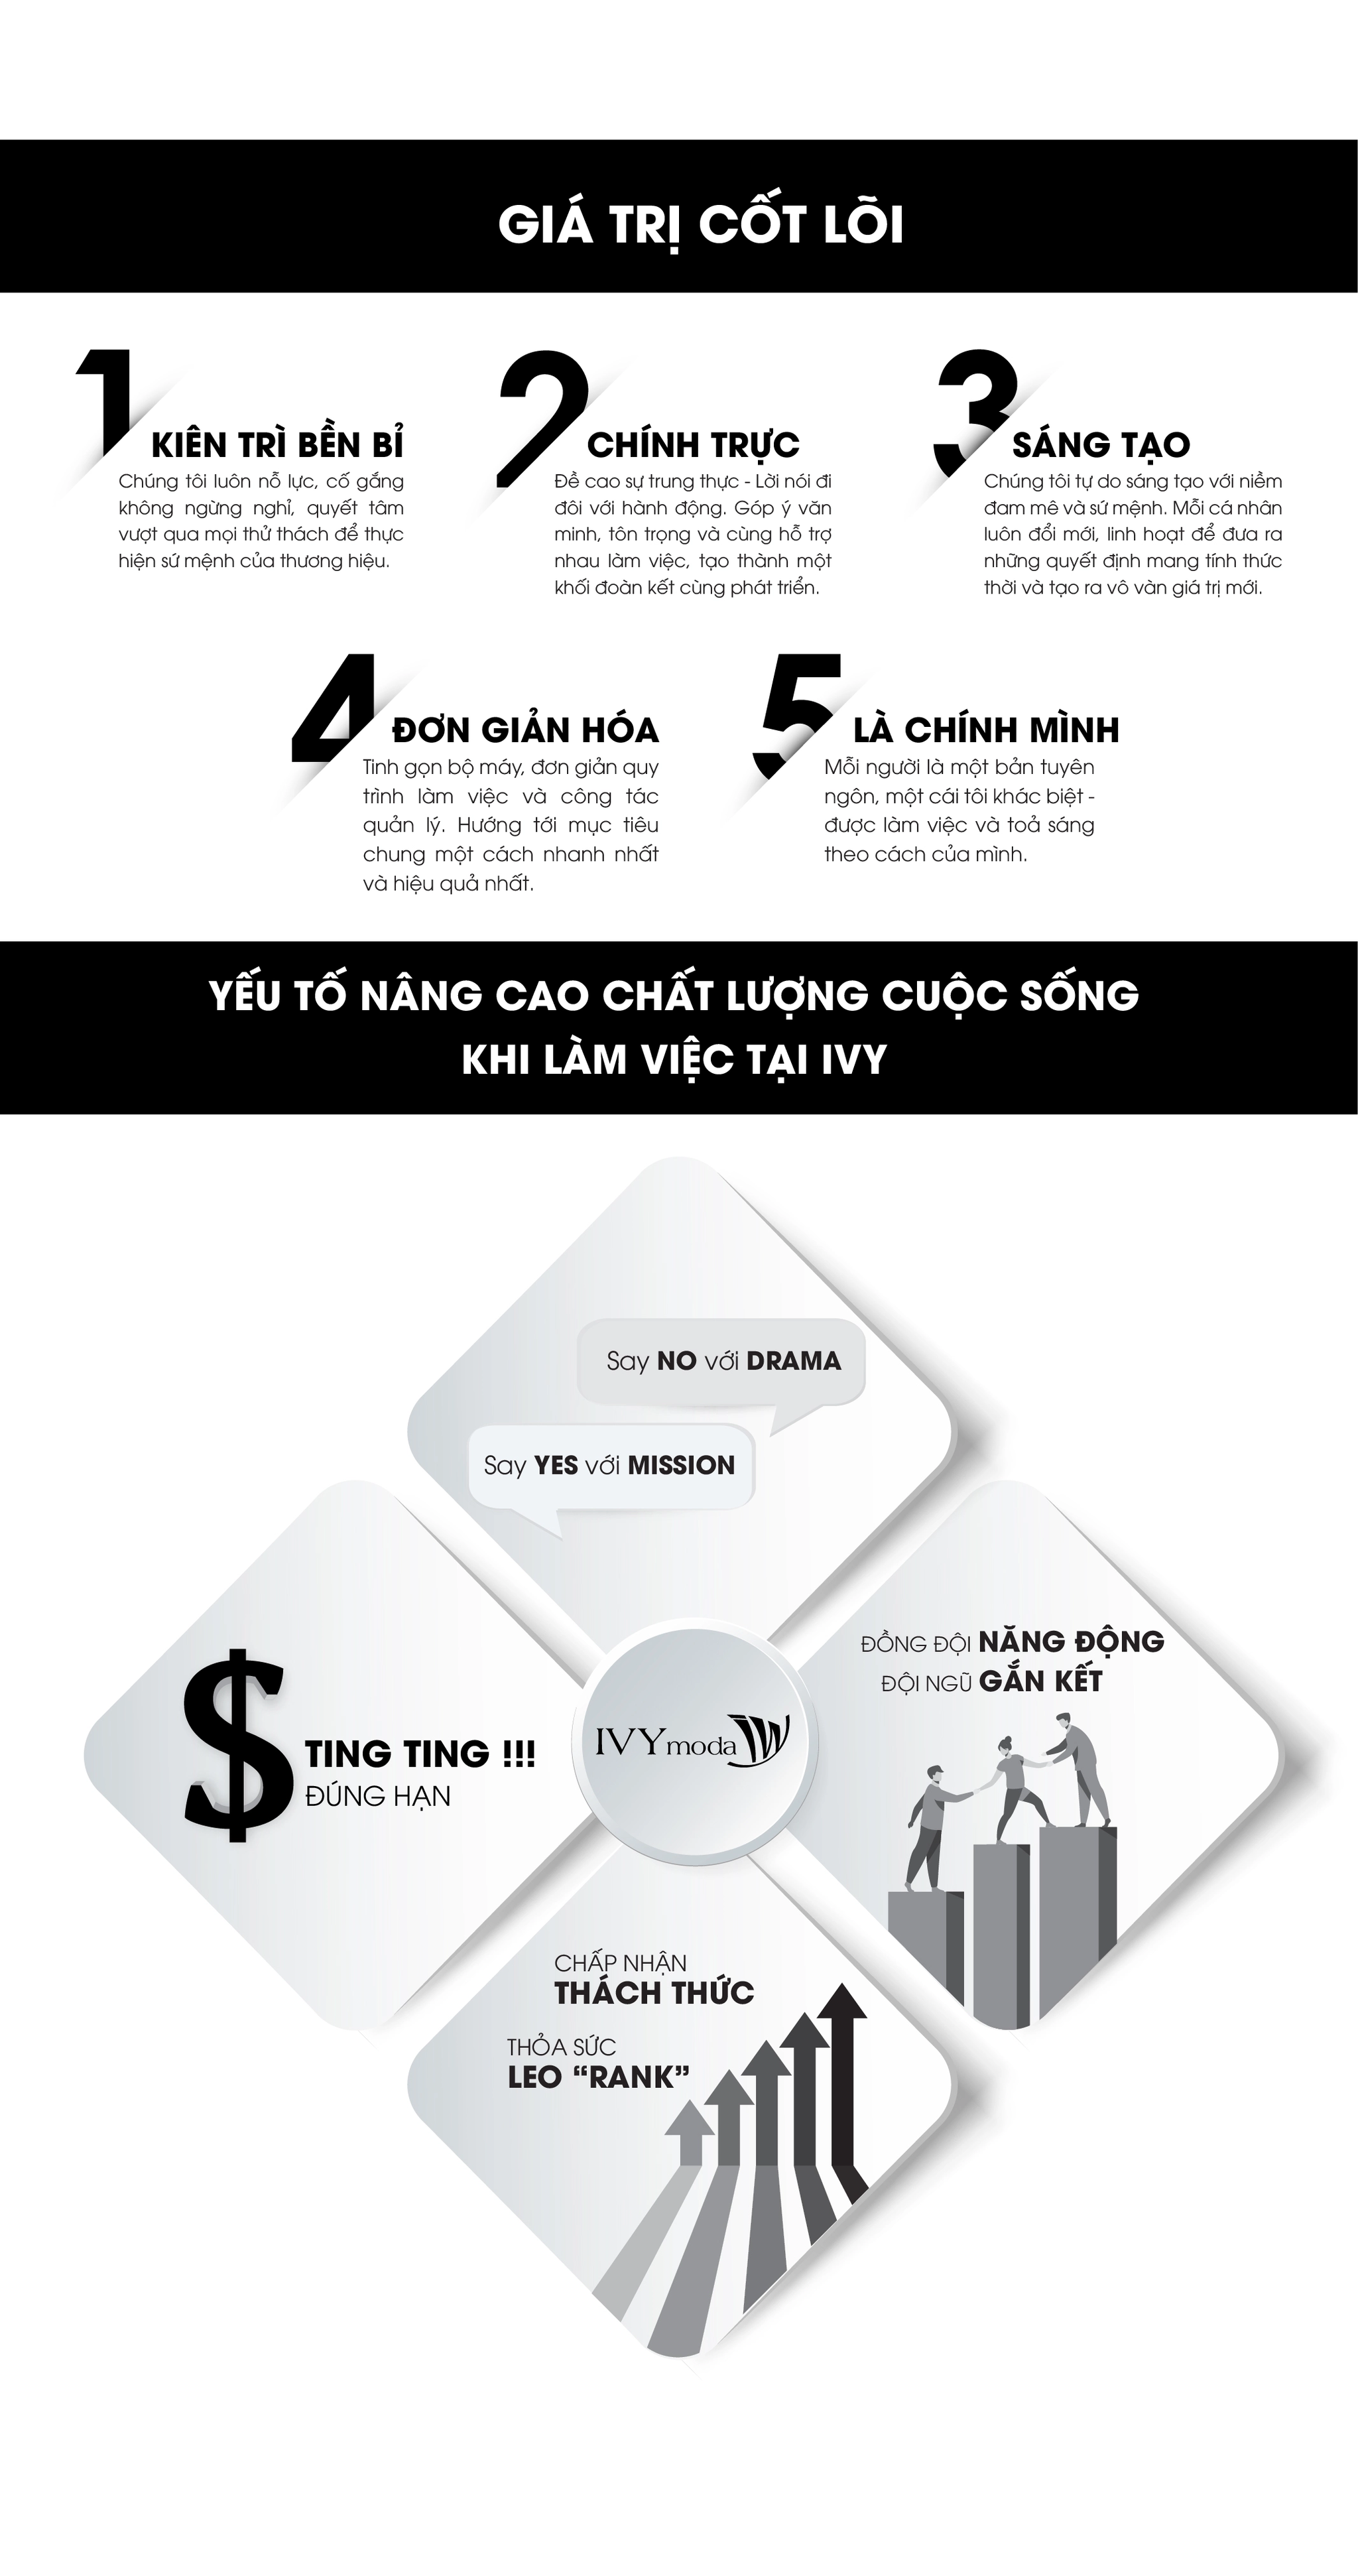 GIÁ TRỊ CỐT LÕI
1
KIÊN TRÌ BỀN BỈ
Chúng tôi luôn nỗ lực, cố gắng
không ngừng nghỉ, quyết tâm
vượt qua mọi thử thách để thực
hiện sứ mệnh của thương hiệu.
2
CHÍNH TRỰC
Đề cao sự trung thực - Lời nói đi
đôi với hành động. Góp ý văn
minh, tôn trọng và cùng hỗ trợ
nhau làm việc, tạo thành một
khối đoàn kết cùng phát triển.
3
SÁNG TẠO
Chúng tôi tự do sáng tạo với niềm
đam mê và sứ mệnh. Mỗi cá nhân
luôn đổi mới, linh hoạt để đưa ra
những quyết định mang tính thức
thời và tạo ra vô vàn giá trị mới.
4
ĐƠN GIẢN HÓA
Tinh gọn bộ máy, đơn giản quy
trình làm việc và công tác
quản lý. Hướng tới mục tiêu
chung một cách nhanh nhất
và hiệu quả nhất.
5
LÀ CHÍNH MÌNH
Mỗi người là một bản tuyên
ngôn, một cái tôi khác biệt -
được làm việc và toả sáng
theo cách của mình.
YẾU TỐ NÂNG CAO CHẤT LƯỢNG CUỘC SỐNG
KHI LÀM VIỆC TẠI IVY
Say NO với DRAMA
Say YES với MISSION
ĐỒNG ĐỘI NĂNG ĐỘNG
ĐỘI NGŨ GẮN KẾT
$
TING TING !!!
ĐÚNG HẠN
IVY moda
CHẤP NHẬN
THÁCH THỨC
THỎA SỨC
LEO “RANK”